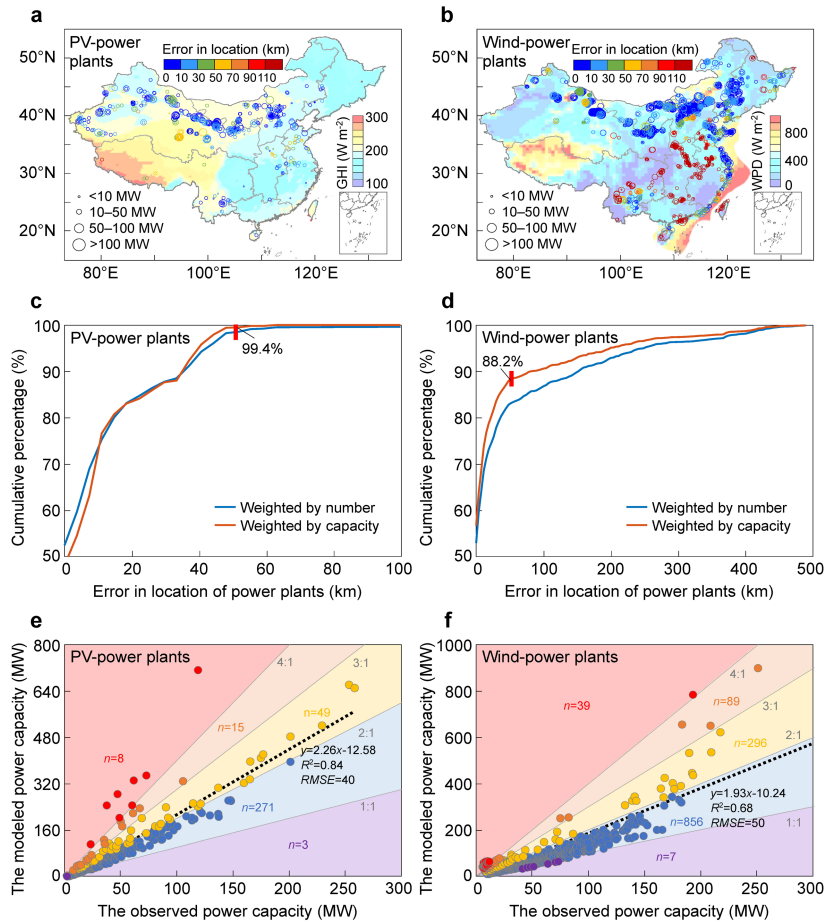 a
PV-power
plants
Error in location (km)
0 10 30 50 70 90 110
50°N
40°N
30°N
20°N
80°E 100°E 120°E
300
200
100
GHI (W m⁻²)
<10 MW
10–50 MW
50–100 MW
>100 MW
b
Wind-power
plants
Error in location (km)
0 10 30 50 70 90 110
50°N
40°N
30°N
20°N
80°E 100°E 120°E
800
400
0
WPD (W m⁻²)
<10 MW
10–50 MW
50–100 MW
>100 MW
c
PV-power plants
99.4%
Weighted by number
Weighted by capacity
100
90
80
70
60
50
0 20 40 60 80 100
Cumulative percentage (%)
Error in location of power plants (km)
d
Wind-power plants
88.2%
Weighted by number
Weighted by capacity
100
90
80
70
60
50
0 100 200 300 400 500
Cumulative percentage (%)
Error in location of power plants (km)
e
PV-power plants
4:1
3:1
2:1
1:1
n=8
n=15
n=49
n=271
n=3
y=2.26x-12.58
R²=0.84
RMSE=40
800
640
480
320
160
0
0 50 100 150 200 250 300
The modeled power capacity (MW)
The observed power capacity (MW)
f
Wind-power plants
4:1
3:1
2:1
1:1
n=39
n=89
n=296
n=856
n=7
y=1.93x-10.24
R²=0.68
RMSE=50
1000
800
600
400
200
0
0 50 100 150 200 250 300
The modeled power capacity (MW)
The observed power capacity (MW)